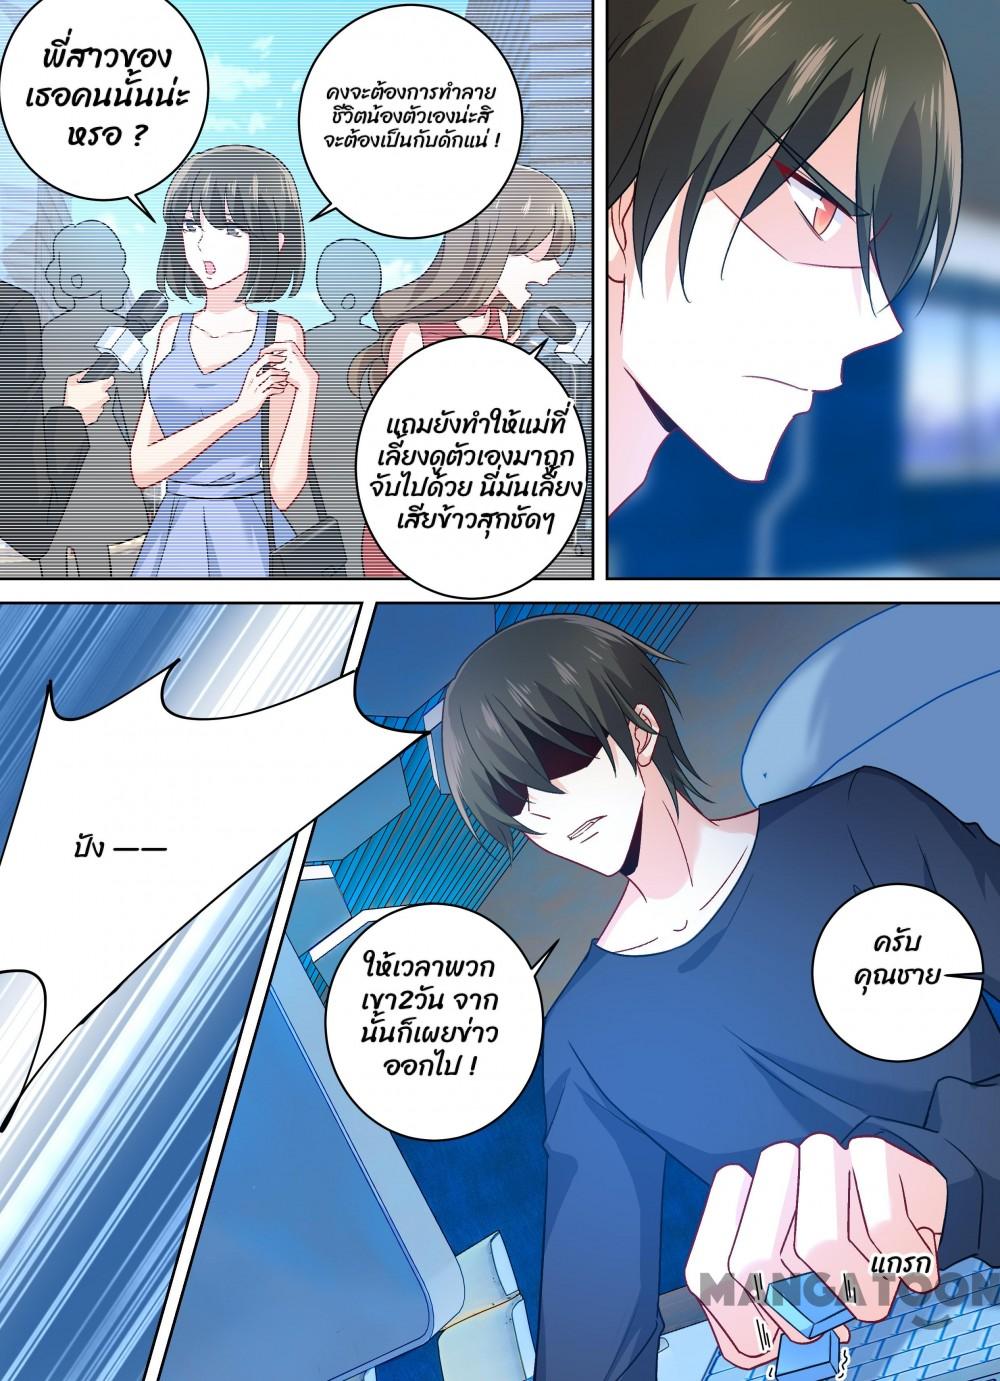 พี่สาวของ
เธอคนนั้นน่ะ
หรอ ?
คงจะต้องการทำลาย
ชีวิตน้องตัวเองน่ะสิ
จะต้องเป็นกับดักแน่ !
แถมยังทำให้แม่ที่
เลี้ยงดูตัวเองมาถูก
จับไปด้วย นี่มันเลี้ยง
เสียข้าวสุกชัดๆ
ปัง ——
ครับ
คุณชาย
ให้เวลาพวก
เขา2วัน จาก
นั้นก็เผยข่าว
ออกไป !
แกรก
MANGATOON